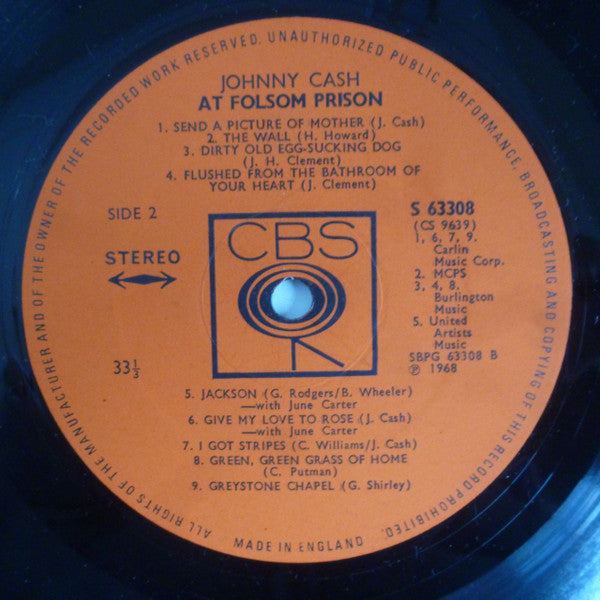 ALL RIGHTS OF THE MANUFACTURER AND OF THE OWNER OF THE RECORDED WORK RESERVED. UNAUTHORIZED PUBLIC PERFORMANCE, BROADCASTING AND COPYING OF THIS RECORD PROHIBITED.
JOHNNY CASH
AT FOLSOM PRISON
1. SEND A PICTURE OF MOTHER (J. Cash)
2. THE WALL (H. Howard)
3. DIRTY OLD EGG-SUCKING DOG
(J. H. Clement)
4. FLUSHED FROM THE BATHROOM OF
YOUR HEART (J. Clement)
SIDE 2
STEREO
33⅓
CBS
S 63308
(CS 9639)
1, 6, 7, 9.
Carlin
Music Corp.
2. MCPS
3, 4, 8.
Burlington
Music
5. United
Artists
Music
SBPG 63308 B
℗ 1968
5. JACKSON (G. Rodgers/B. Wheeler)
—with June Carter
6. GIVE MY LOVE TO ROSE (J. Cash)
—with June Carter
7. I GOT STRIPES (C. Williams/J. Cash)
8. GREEN, GREEN GRASS OF HOME
(C. Putman)
9. GREYSTONE CHAPEL (G. Shirley)
MADE IN ENGLAND